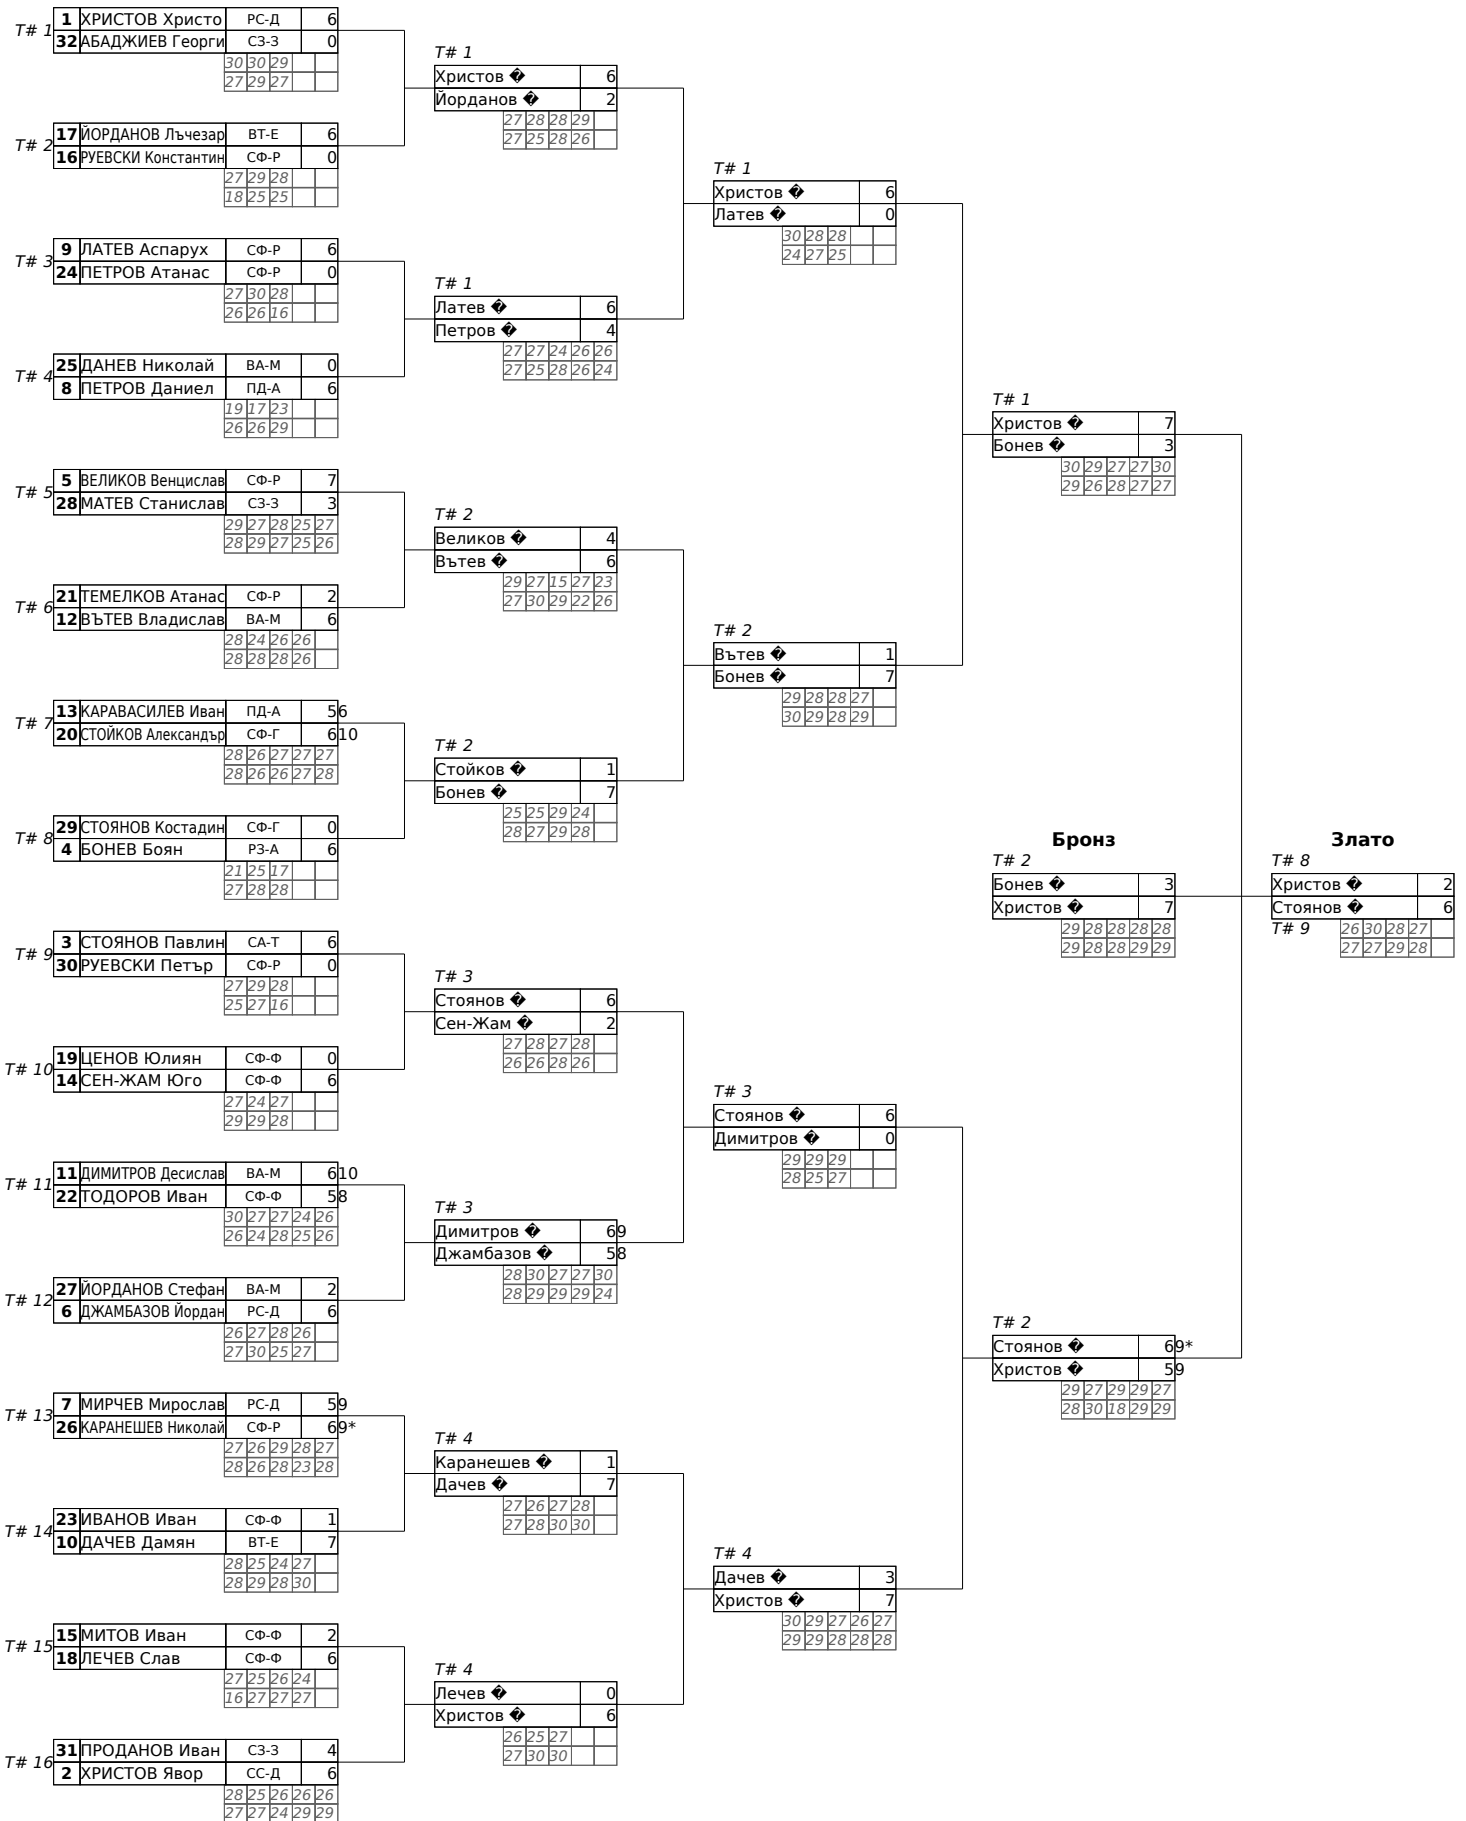 T# 1
1 ХРИСТОВ Христо РС-Д 6
32 АБАДЖИЕВ Георги СЗ-З 0
30 30 29
27 29 27
T# 2
17 ЙОРДАНОВ Лъчезар ВТ-Е 6
16 РУЕВСКИ Константин СФ-Р 0
27 29 28
18 25 25
T# 3
9 ЛАТЕВ Аспарух СФ-Р 6
24 ПЕТРОВ Атанас СФ-Р 0
27 30 28
26 26 16
T# 4
25 ДАНЕВ Николай ВА-М 0
8 ПЕТРОВ Даниел ПД-А 6
19 17 23
26 26 29
T# 5
5 ВЕЛИКОВ Венцислав СФ-Р 7
28 МАТЕВ Станислав СЗ-З 3
29 27 28 25 27
28 29 27 25 26
T# 6
21 ТЕМЕЛКОВ Атанас СФ-Р 2
12 ВЪТЕВ Владислав ВА-М 6
28 24 26 26
28 28 28 26
T# 7
13 КАРАВАСИЛЕВ Иван ПД-А 5 6
20 СТОЙКОВ Александър СФ-Г 6 10
28 26 27 27 27
28 26 26 27 28
T# 8
29 СТОЯНОВ Костадин СФ-Г 0
4 БОНЕВ Боян РЗ-А 6
21 25 17
27 28 28
T# 9
3 СТОЯНОВ Павлин СА-Т 6
30 РУЕВСКИ Петър СФ-Р 0
27 29 28
25 27 16
T# 10
19 ЦЕНОВ Юлиян СФ-Ф 0
14 СЕН-ЖАМ Юго СФ-Ф 6
27 24 27
29 29 28
T# 11
11 ДИМИТРОВ Десислав ВА-М 6 10
22 ТОДОРОВ Иван СФ-Ф 5 8
30 27 27 24 26
26 24 28 25 26
T# 12
27 ЙОРДАНОВ Стефан ВА-М 2
6 ДЖАМБАЗОВ Йордан РС-Д 6
26 27 28 26
27 30 25 27
T# 13
7 МИРЧЕВ Мирослав РС-Д 5 9
26 КАРАНЕШЕВ Николай СФ-Р 6 9*
27 26 29 28 27
28 26 28 23 28
T# 14
23 ИВАНОВ Иван СФ-Ф 1
10 ДАЧЕВ Дамян ВТ-Е 7
28 25 24 27
28 29 28 30
T# 15
15 МИТОВ Иван СФ-Ф 2
18 ЛЕЧЕВ Слав СФ-Ф 6
27 25 26 24
16 27 27 27
T# 16
31 ПРОДАНОВ Иван СЗ-З 4
2 ХРИСТОВ Явор СС-Д 6
28 25 26 26 26
27 27 24 29 29
T# 1
Христов � 6
Йорданов � 2
27 28 28 29
27 25 28 26
T# 1
Латев � 6
Петров � 4
27 27 24 26 26
27 25 28 26 24
T# 2
Великов � 4
Вътев � 6
29 27 15 27 23
27 30 29 22 26
T# 2
Стойков � 1
Бонев � 7
25 25 29 24
28 27 29 28
T# 3
Стоянов � 6
Сен-Жам � 2
27 28 27 28
26 26 28 26
T# 3
Димитров � 6 9
Джамбазов � 5 8
28 30 27 27 30
28 29 29 29 24
T# 4
Каранешев � 1
Дачев � 7
27 26 27 28
27 28 30 30
T# 4
Лечев � 0
Христов � 6
26 25 27
27 30 30
T# 1
Христов � 6
Латев � 0
30 28 28
24 27 25
T# 2
Вътев � 1
Бонев � 7
29 28 28 27
30 29 28 29
T# 3
Стоянов � 6
Димитров � 0
29 29 29
28 25 27
T# 4
Дачев � 3
Христов � 7
30 29 27 26 27
29 29 28 28 28
T# 1
Христов � 7
Бонев � 3
30 29 27 27 30
29 26 28 27 27
T# 2
Стоянов � 6 9*
Христов � 5 9
29 27 29 29 27
28 30 18 29 29
Бронз
T# 2
Бонев � 3
Христов � 7
29 28 28 28 28
29 28 28 29 29
Злато
T# 8
Христов � 2
Стоянов � 6
T# 9
26 30 28 27
27 27 29 28